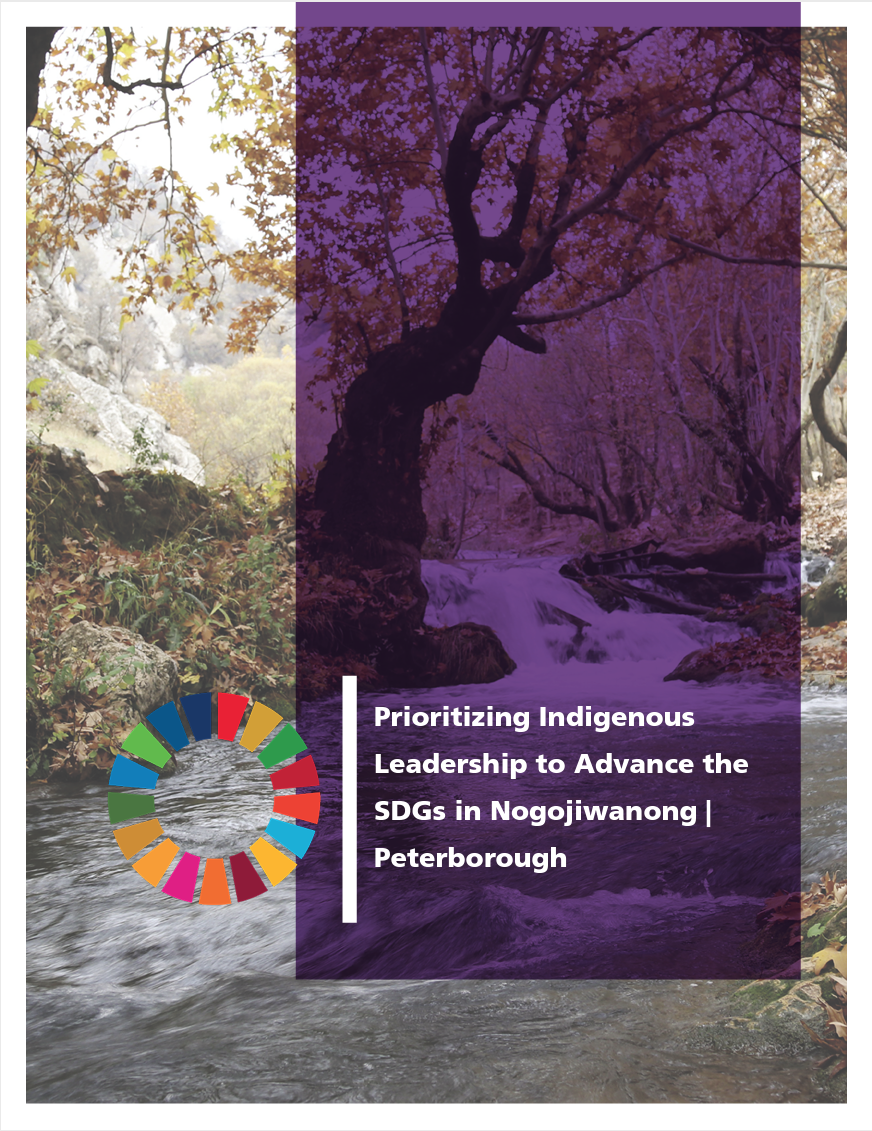 Prioritizing Indigenous
Leadership to Advance the
SDGs in Nogojiwanong |
Peterborough